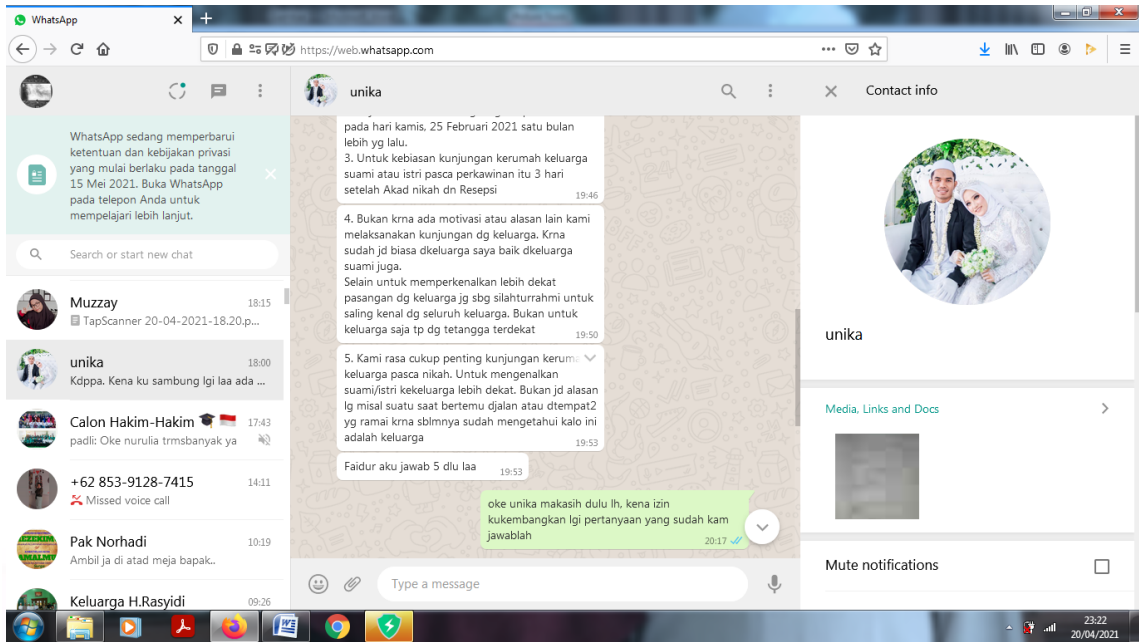 WhatsApp
https://web.whatsapp.com
WhatsApp sedang memperbarui
ketentuan dan kebijakan privasi
yang mulai berlaku pada tanggal
15 Mei 2021. Buka WhatsApp
pada telepon Anda untuk
mempelajari lebih lanjut.
Search or start new chat
Muzzay 18:15
TapScanner 20-04-2021-18.20.p...
unika 18:00
Kdppa. Kena ku sambung lgi laa ada ...
Calon Hakim-Hakim 17:43
padli: Oke nurulia trmsbanyak ya
+62 853-9128-7415 14:11
Missed voice call
Pak Norhadi 10:19
Ambil ja di atad meja bapak..
Keluarga H.Rasyidi 09:26
unika
pada hari kamis, 25 Februari 2021 satu bulan
lebih yg lalu.
3. Untuk kebiasan kunjungan kerumah keluarga
suami atau istri pasca perkawinan itu 3 hari
setelah Akad nikah dn Resepsi
19:46
4. Bukan krna ada motivasi atau alasan lain kami
melaksanakan kunjungan dg keluarga. Krna
sudah jd biasa dkeluarga saya baik dkeluarga
suami juga.
Selain untuk memperkenalkan lebih dekat
pasangan dg keluarga jg sbg silahturrahmi untuk
saling kenal dg seluruh keluarga. Bukan untuk
keluarga saja tp dg tetangga terdekat
19:50
5. Kami rasa cukup penting kunjungan kerum
keluarga pasca nikah. Untuk mengenalkan
suami/istri kekeluarga lebih dekat. Bukan jd alasan
lg misal suatu saat bertemu djalan atau dtempat2
yg ramai krna sblmnya sudah mengetahui kalo ini
adalah keluarga
19:53
Faidur aku jawab 5 dlu laa 19:53
oke unika makasih dulu lh, kena izin
kukembangkan lgi pertanyaan yang sudah kam
jawablah
20:17
Type a message
Contact info
unika
Media, Links and Docs
Mute notifications
23:22
20/04/2021